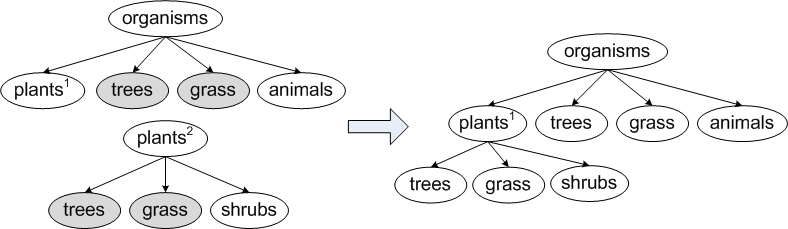 organisms
plants1 trees grass animals
plants2
trees grass shrubs
organisms
plants1 trees grass animals
trees grass shrubs